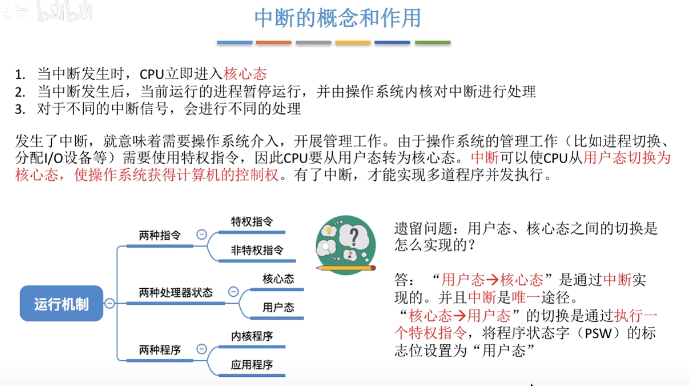 bilibili
中断的概念和作用
1. 当中断发生时，CPU立即进入核心态
2. 当中断发生后，当前运行的进程暂停运行，并由操作系统内核对中断进行处理
3. 对于不同的中断信号，会进行不同的处理
发生了中断，就意味着需要操作系统介入，开展管理工作。由于操作系统的管理工作（比如进程切换、
分配I/O设备等）需要使用特权指令，因此CPU要从用户态转为核心态。中断可以使CPU从用户态切换为
核心态，使操作系统获得计算机的控制权。有了中断，才能实现多道程序并发执行。
运行机制
两种指令
特权指令
非特权指令
两种处理器状态
核心态
用户态
两种程序
内核程序
应用程序
?
遗留问题：用户态、核心态之间的切换是
怎么实现的？
答：“用户态→核心态”是通过中断实
现的。并且中断是唯一途径。
“核心态→用户态”的切换是通过执行一
个特权指令，将程序状态字（PSW）的标
志位设置为“用户态”